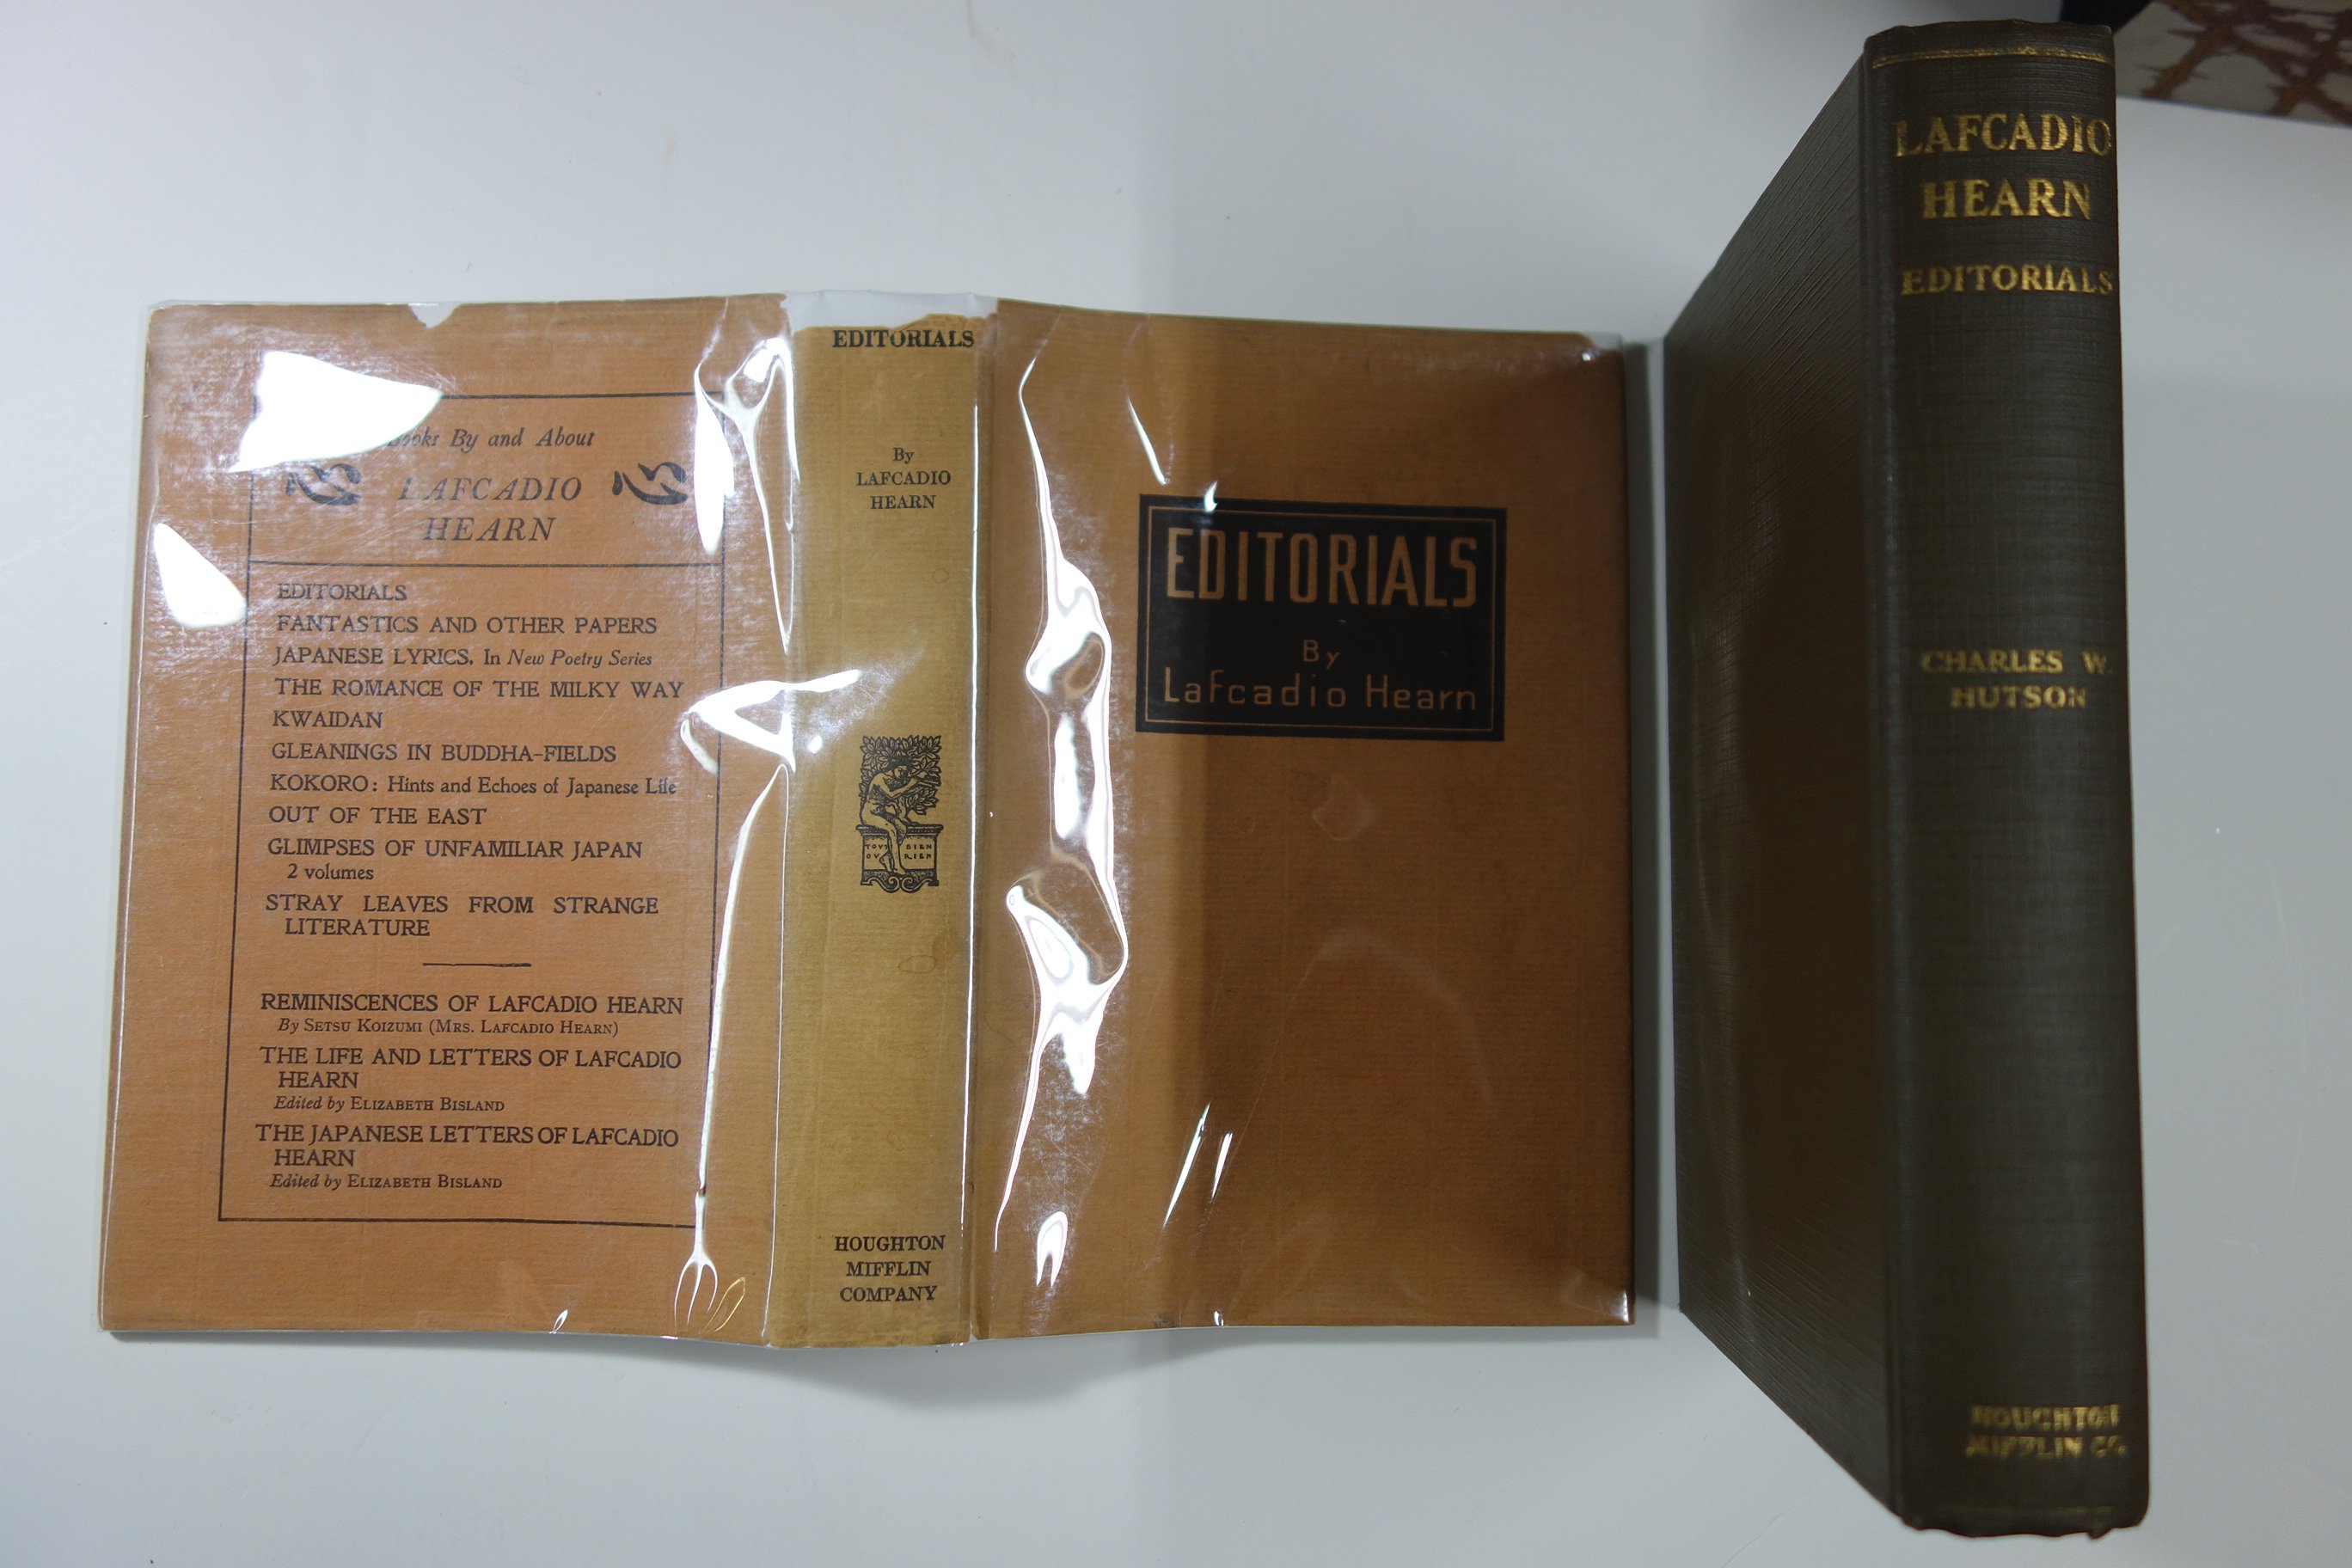 Books By and About
LAFCADIO
HEARN
EDITORIALS
FANTASTICS AND OTHER PAPERS
JAPANESE LYRICS. In New Poetry Series
THE ROMANCE OF THE MILKY WAY
KWAIDAN
GLEANINGS IN BUDDHA-FIELDS
KOKORO: Hints and Echoes of Japanese Life
OUT OF THE EAST
GLIMPSES OF UNFAMILIAR JAPAN
2 volumes
STRAY LEAVES FROM STRANGE
LITERATURE
REMINISCENCES OF LAFCADIO HEARN
By SETSU KOIZUMI (MRS. LAFCADIO HEARN)
THE LIFE AND LETTERS OF LAFCADIO
HEARN
Edited by ELIZABETH BISLAND
THE JAPANESE LETTERS OF LAFCADIO
HEARN
Edited by ELIZABETH BISLAND
EDITORIALS
By
LAFCADIO
HEARN
TOVT BIEN
OV RIEN
HOUGHTON
MIFFLIN
COMPANY
EDITORIALS
By
Lafcadio Hearn
LAFCADIO
HEARN
EDITORIALS
CHARLES W.
HUTSON
HOUGHTON
MIFFLIN CO.